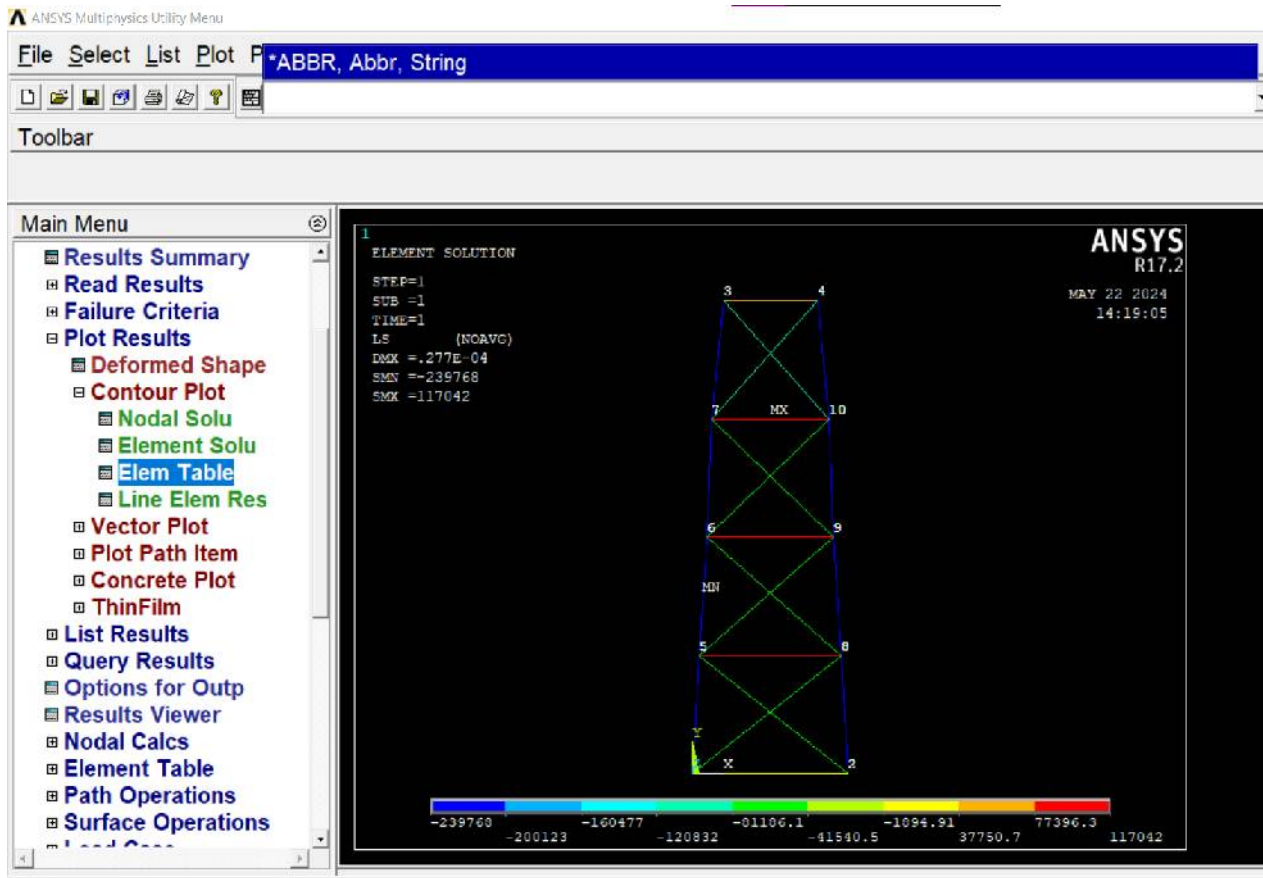 ANSYS Multiphysics Utility Menu
File Select List Plot P
*ABBR, Abbr, String
Toolbar
Main Menu
Results Summary
Read Results
Failure Criteria
Plot Results
Deformed Shape
Contour Plot
Nodal Solu
Element Solu
Elem Table
Line Elem Res
Vector Plot
Plot Path Item
Concrete Plot
ThinFilm
List Results
Query Results
Options for Outp
Results Viewer
Nodal Calcs
Element Table
Path Operations
Surface Operations
1
ELEMENT SOLUTION
STEP=1
SUB =1
TIME=1
LS (NOAVG)
DMX =.277E-04
SMN =-239768
SMX =117042
ANSYS
R17.2
MAY 22 2024
14:19:05
3 4
7 MX 10
6 9
MN
5 8
Y
X 2
-239768 -160477 -81186.1 -1894.91 77396.3
-200123 -120832 -41540.5 37750.7 117042